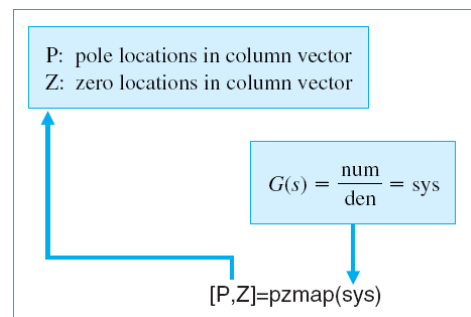 P: pole locations in column vector
Z: zero locations in column vector
G(s) = num/den = sys
[P,Z]=pzmap(sys)